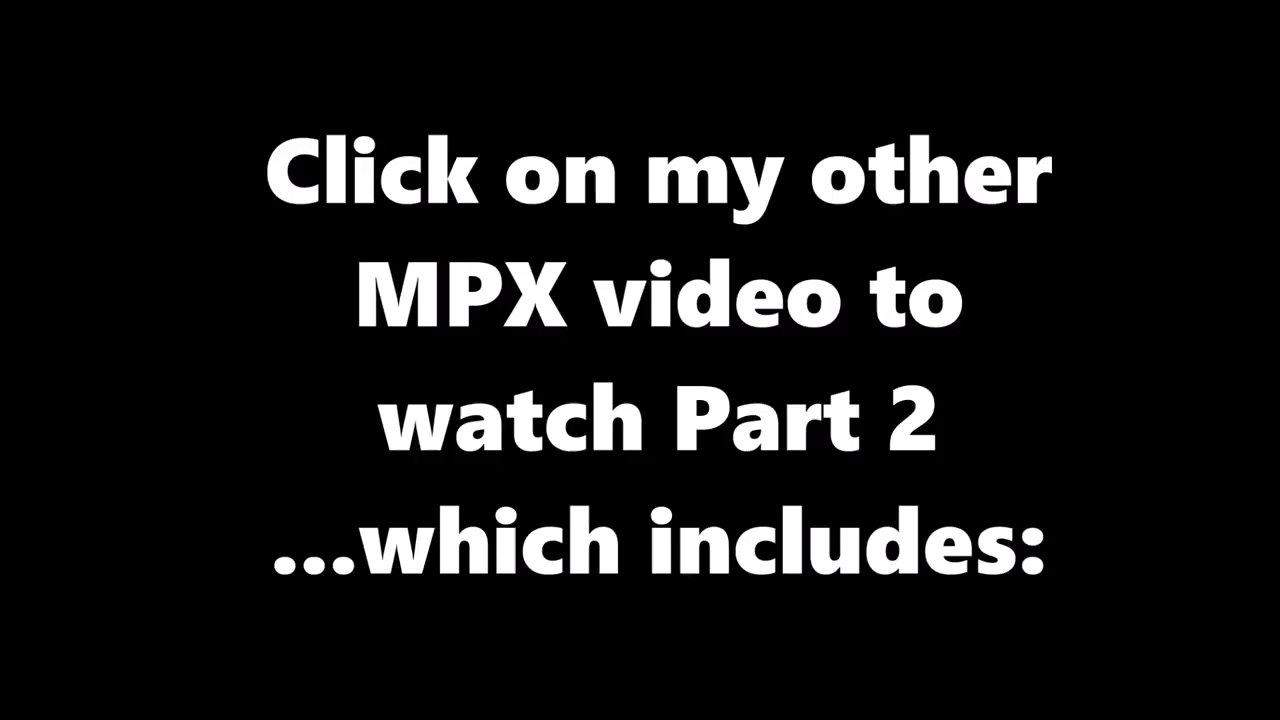 Click on my other
MPX video to
watch Part 2
...which includes: